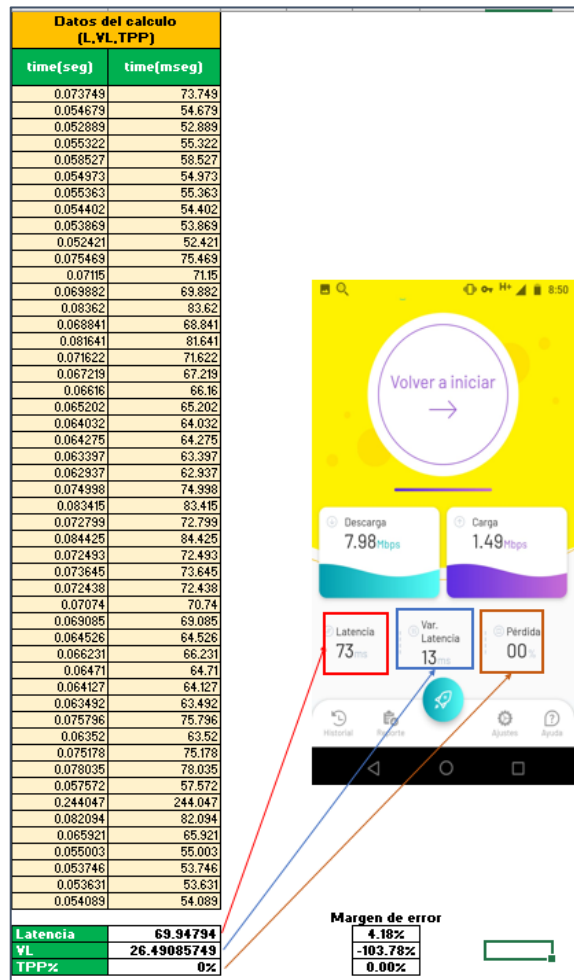 Datos del calculo
(L,VL,TPP)
time(seg) time(mseg)
0.073749 73.749
0.054679 54.679
0.052889 52.889
0.055322 55.322
0.058527 58.527
0.054973 54.973
0.055363 55.363
0.054402 54.402
0.053869 53.869
0.052421 52.421
0.075469 75.469
0.07115 71.15
0.069882 69.882
0.08362 83.62
0.068841 68.841
0.081641 81.641
0.071622 71.622
0.067219 67.219
0.06616 66.16
0.065202 65.202
0.064032 64.032
0.064275 64.275
0.063397 63.397
0.062937 62.937
0.074998 74.998
0.083415 83.415
0.072799 72.799
0.084425 84.425
0.072493 72.493
0.073645 73.645
0.072438 72.438
0.07074 70.74
0.069085 69.085
0.064526 64.526
0.066231 66.231
0.06471 64.71
0.064127 64.127
0.063492 63.492
0.075796 75.796
0.06352 63.52
0.075178 75.178
0.078035 78.035
0.057572 57.572
0.244047 244.047
0.082094 82.094
0.065921 65.921
0.055003 55.003
0.053746 53.746
0.053631 53.631
0.054089 54.089
Latencia 69.94794
VL 26.49085749
TPP% 0%
H+ 8:50
Volver a iniciar
Descarga
7.98 Mbps
Carga
1.49 Mbps
Latencia
73 ms
Var.
Latencia
13 ms
Pérdida
00 %
Historial Reporte Ajustes Ayuda
Margen de error
4.18%
-103.78%
0.00%